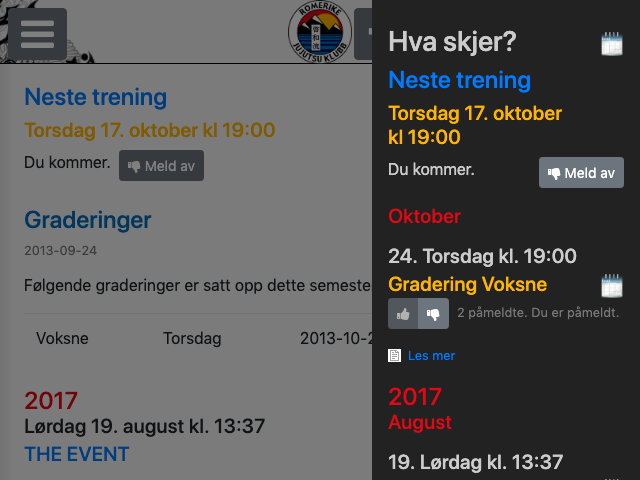 ROMERIKE
JUJUTSU KLUBB
Neste trening
Torsdag 17. oktober kl 19:00
Du kommer.
Meld av
Graderinger
2013-09-24
Følgende graderinger er satt opp dette semeste
Voksne Torsdag 2013-10-2
2017
Lørdag 19. august kl. 13:37
THE EVENT
Hva skjer?
Neste trening
Torsdag 17. oktober
kl 19:00
Du kommer.
Meld av
Oktober
24. Torsdag kl. 19:00
Gradering Voksne
2 påmeldte. Du er påmeldt.
Les mer
2017
August
19. Lørdag kl. 13:37